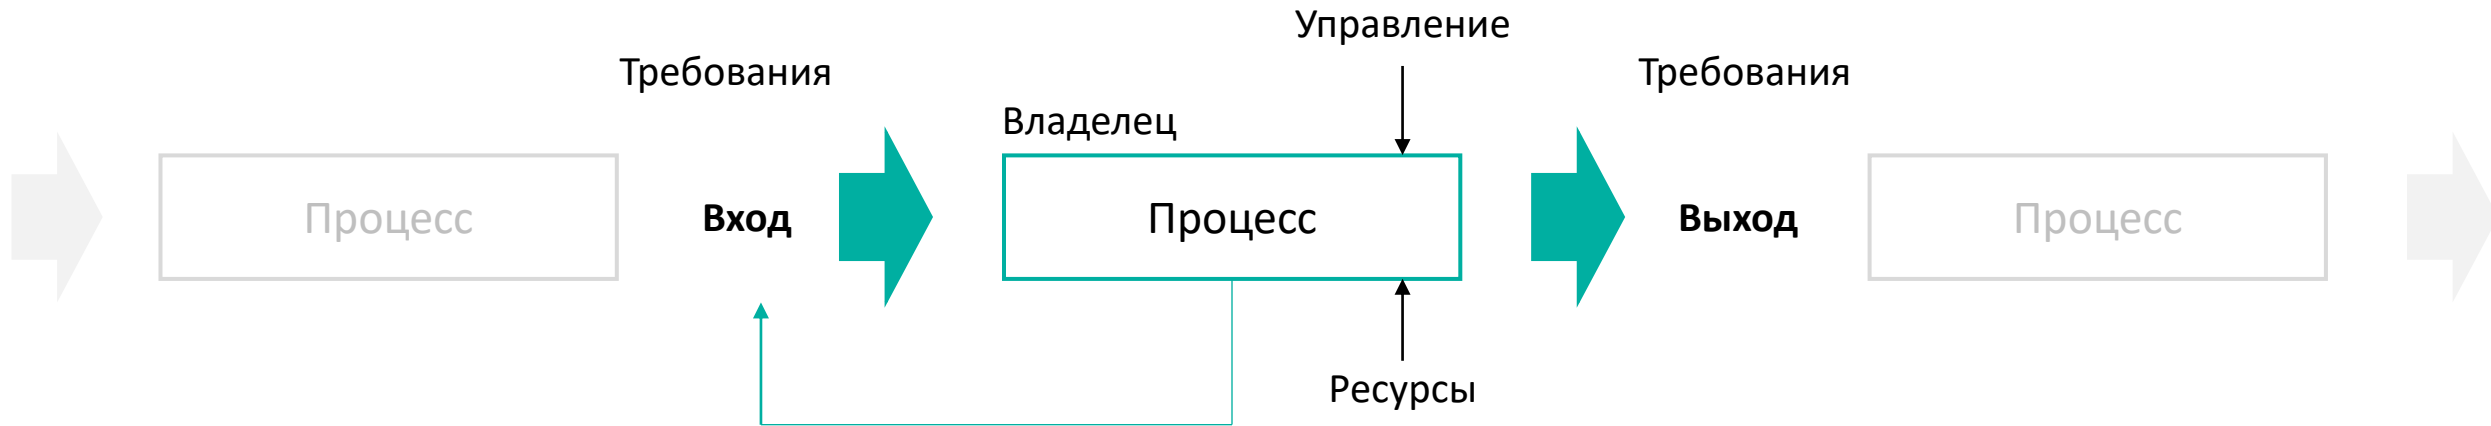 Управление
Требования
Требования
Владелец
Процесс
Вход
Процесс
Выход
Процесс
Ресурсы